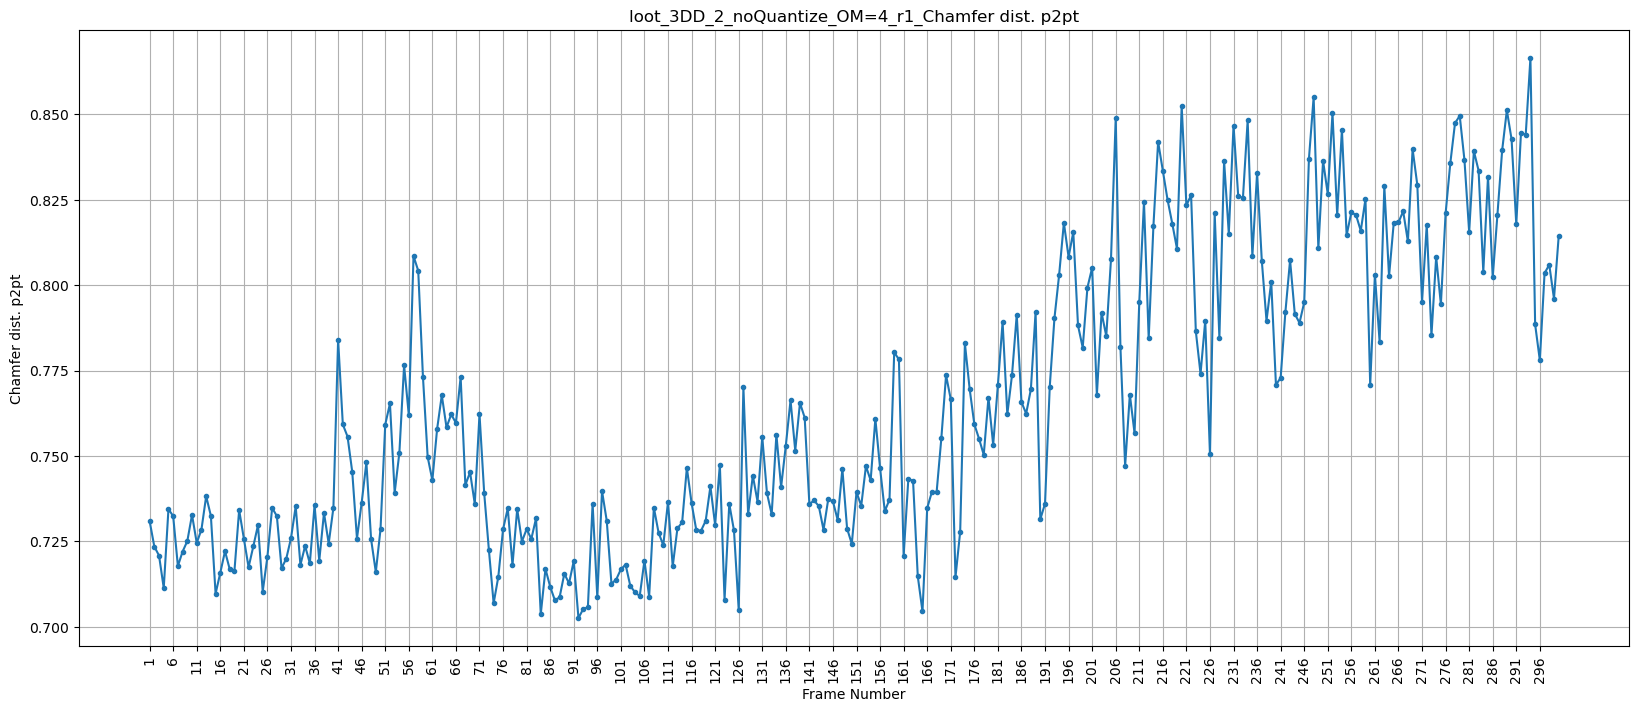 loot_3DD_2_noQuantize_OM=4_r1_Chamfer dist. p2pt
Chamfer dist. p2pt
0.850
0.825
0.800
0.775
0.750
0.725
0.700
1 6 11 16 21 26 31 36 41 46 51 56 61 66 71 76 81 86 91 96 101 106 111 116 121 126 131 136 141 146 151 156 161 166 171 176 181 186 191 196 201 206 211 216 221 226 231 236 241 246 251 256 261 266 271 276 281 286 291 296
Frame Number